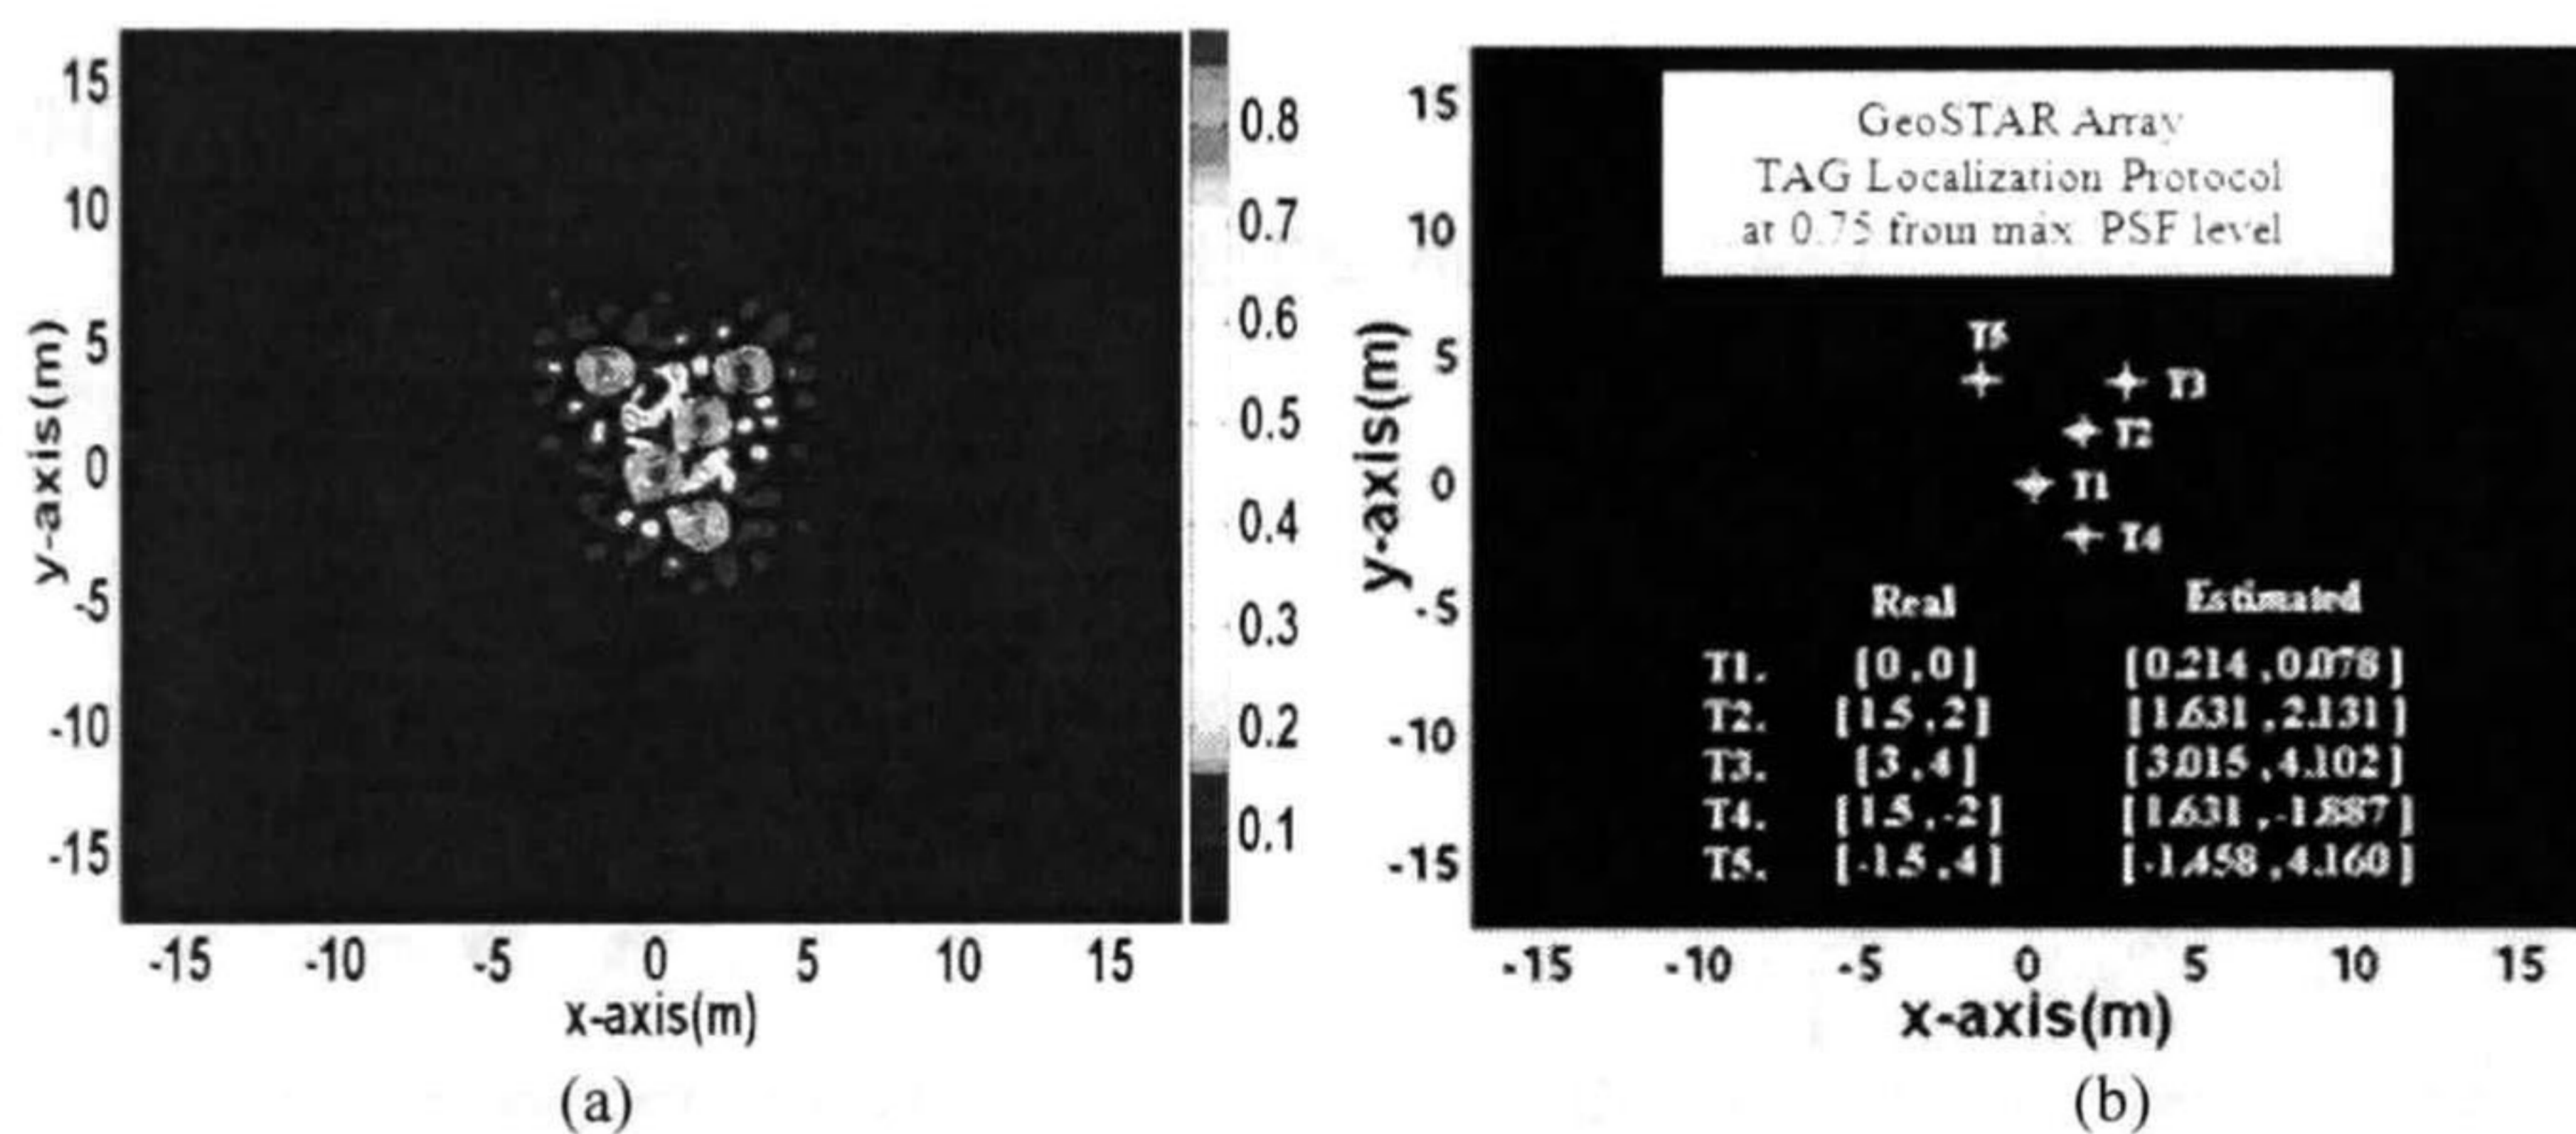 15
10
5
0
-5
-10
-15
y-axis(m)
-15 -10 -5 0 5 10 15
x-axis(m)
0.8
0.7
0.6
0.5
0.4
0.3
0.2
0.1
(a)
15
10
5
0
-5
-10
-15
y-axis(m)
GeoSTAR Array
TAG Localization Protocol
at 0.75 from max PSF level
T5
T3
T2
T1
T4
Real Estimated
T1. [0,0] [0.214,0.078]
T2. [1.5,2] [1.631,2.131]
T3. [3,4] [3.015,4.102]
T4. [1.5,-2] [1.631,-1.887]
T5. [-1.5,4] [-1.458,4.160]
-15 -10 -5 0 5 10 15
x-axis(m)
(b)